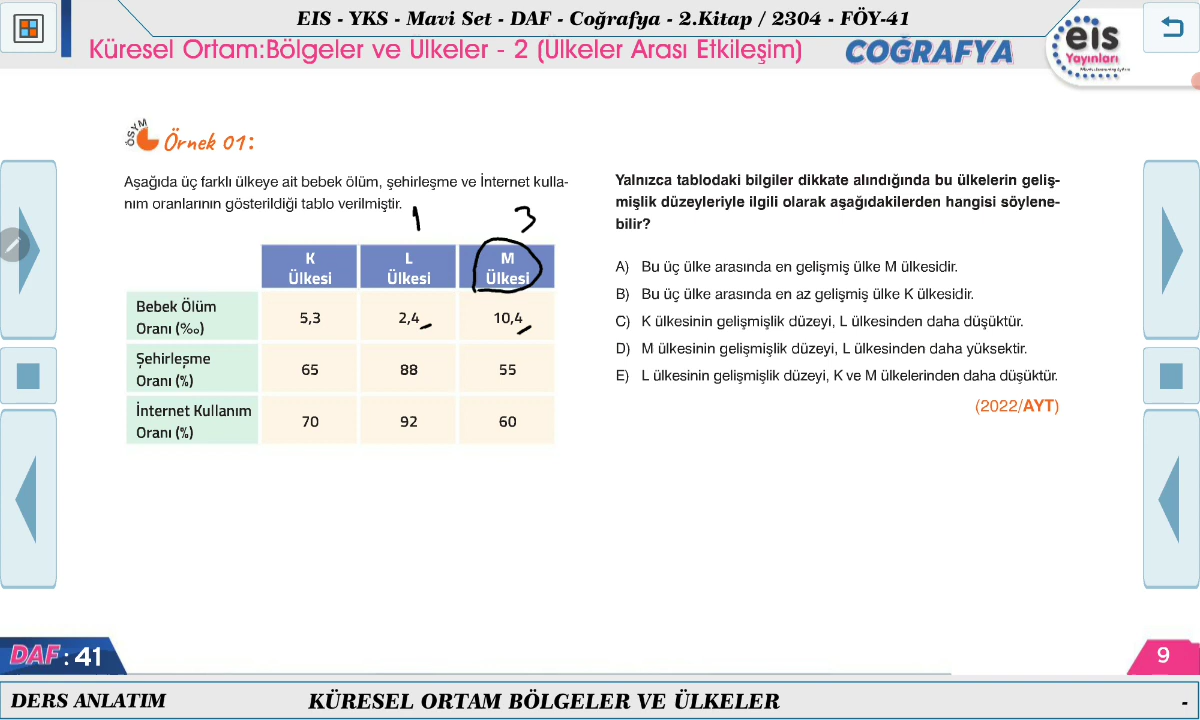 EIS - YKS - Mavi Set - DAF - Coğrafya - 2.Kitap / 2304 - FÖY-41
Küresel Ortam:Bölgeler ve Ülkeler - 2 (Ülkeler Arası Etkileşim)
COĞRAFYA
eis
Yayınları
ÖSYM
Örnek 01:
Aşağıda üç farklı ülkeye ait bebek ölüm, şehirleşme ve İnternet kulla-
nım oranlarının gösterildiği tablo verilmiştir.
1 3
K Ülkesi L Ülkesi M Ülkesi
Bebek Ölüm Oranı (‰) 5,3 2,4 10,4
Şehirleşme Oranı (%) 65 88 55
İnternet Kullanım Oranı (%) 70 92 60
Yalnızca tablodaki bilgiler dikkate alındığında bu ülkelerin geliş-
mişlik düzeyleriyle ilgili olarak aşağıdakilerden hangisi söylene-
bilir?
A) Bu üç ülke arasında en gelişmiş ülke M ülkesidir.
B) Bu üç ülke arasında en az gelişmiş ülke K ülkesidir.
C) K ülkesinin gelişmişlik düzeyi, L ülkesinden daha düşüktür.
D) M ülkesinin gelişmişlik düzeyi, L ülkesinden daha yüksektir.
E) L ülkesinin gelişmişlik düzeyi, K ve M ülkelerinden daha düşüktür.
(2022/AYT)
DAF : 41
9
DERS ANLATIM
KÜRESEL ORTAM BÖLGELER VE ÜLKELER
-